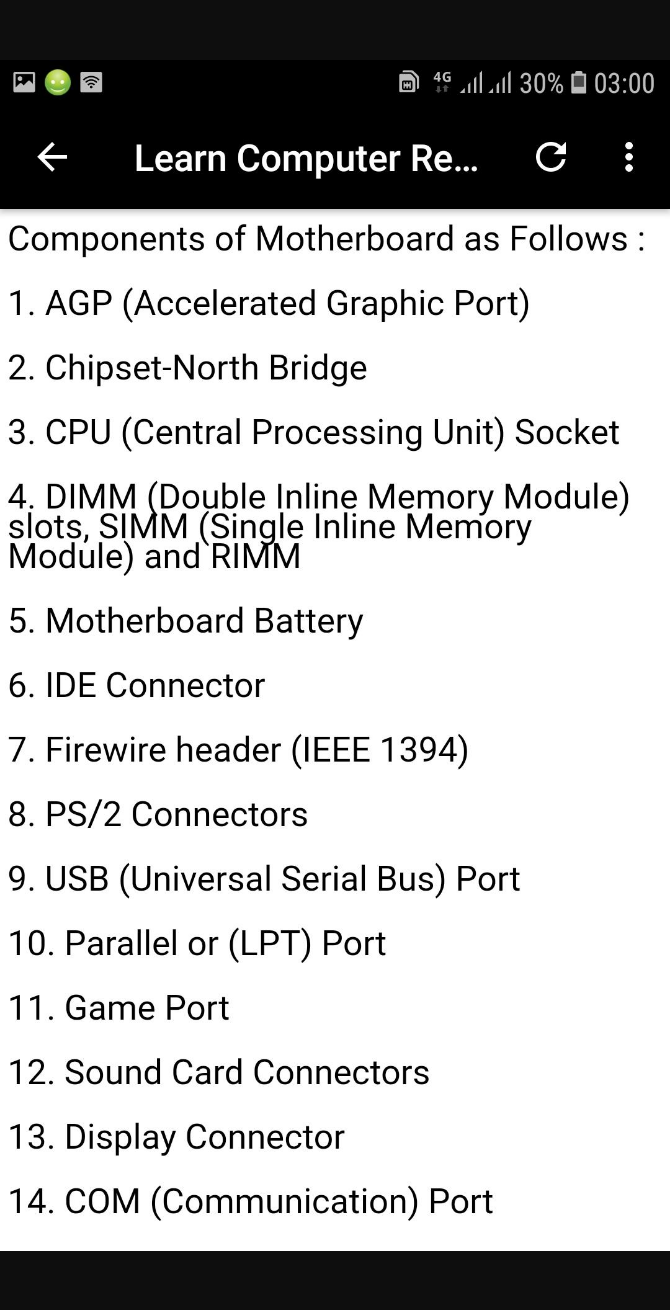 4G 30% 03:00
Learn Computer Re...
Components of Motherboard as Follows :
1. AGP (Accelerated Graphic Port)
2. Chipset-North Bridge
3. CPU (Central Processing Unit) Socket
4. DIMM (Double Inline Memory Module)
slots, SIMM (Single Inline Memory
Module) and RIMM
5. Motherboard Battery
6. IDE Connector
7. Firewire header (IEEE 1394)
8. PS/2 Connectors
9. USB (Universal Serial Bus) Port
10. Parallel or (LPT) Port
11. Game Port
12. Sound Card Connectors
13. Display Connector
14. COM (Communication) Port